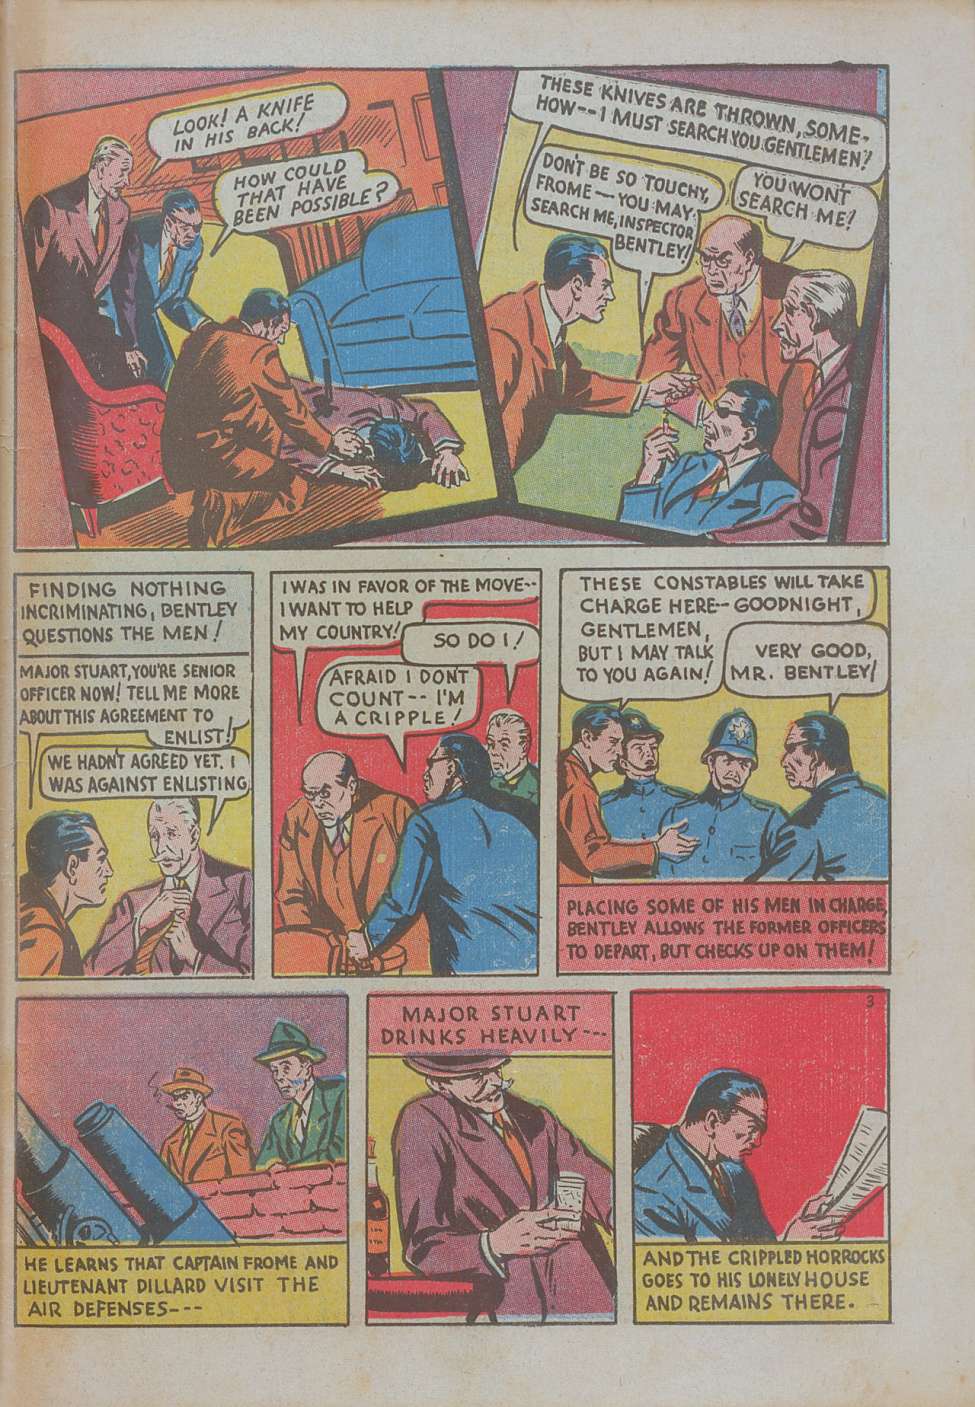 LOOK! A KNIFE
IN HIS BACK!
HOW COULD
THAT HAVE
BEEN POSSIBLE?
THESE KNIVES ARE THROWN, SOME-
HOW-- I MUST SEARCH YOU GENTLEMEN!
DON'T BE SO TOUCHY,
FROME -- YOU MAY
SEARCH ME, INSPECTOR
BENTLEY!
YOU WON'T
SEARCH ME!
FINDING NOTHING
INCRIMINATING, BENTLEY
QUESTIONS THE MEN!
MAJOR STUART, YOU'RE SENIOR
OFFICER NOW! TELL ME MORE
ABOUT THIS AGREEMENT TO
ENLIST!
WE HADN'T AGREED YET. I
WAS AGAINST ENLISTING
I WAS IN FAVOR OF THE MOVE--
I WANT TO HELP
MY COUNTRY!
SO DO I!
AFRAID I DON'T
COUNT -- I'M
A CRIPPLE!
THESE CONSTABLES WILL TAKE
CHARGE HERE-- GOODNIGHT,
GENTLEMEN,
BUT I MAY TALK
TO YOU AGAIN!
VERY GOOD,
MR. BENTLEY!
PLACING SOME OF HIS MEN IN CHARGE,
BENTLEY ALLOWS THE FORMER OFFICERS
TO DEPART, BUT CHECKS UP ON THEM!
HE LEARNS THAT CAPTAIN FROME AND
LIEUTENANT DILLARD VISIT THE
AIR DEFENSES---
MAJOR STUART
DRINKS HEAVILY---
3
AND THE CRIPPLED HORROCKS
GOES TO HIS LONELY HOUSE
AND REMAINS THERE.